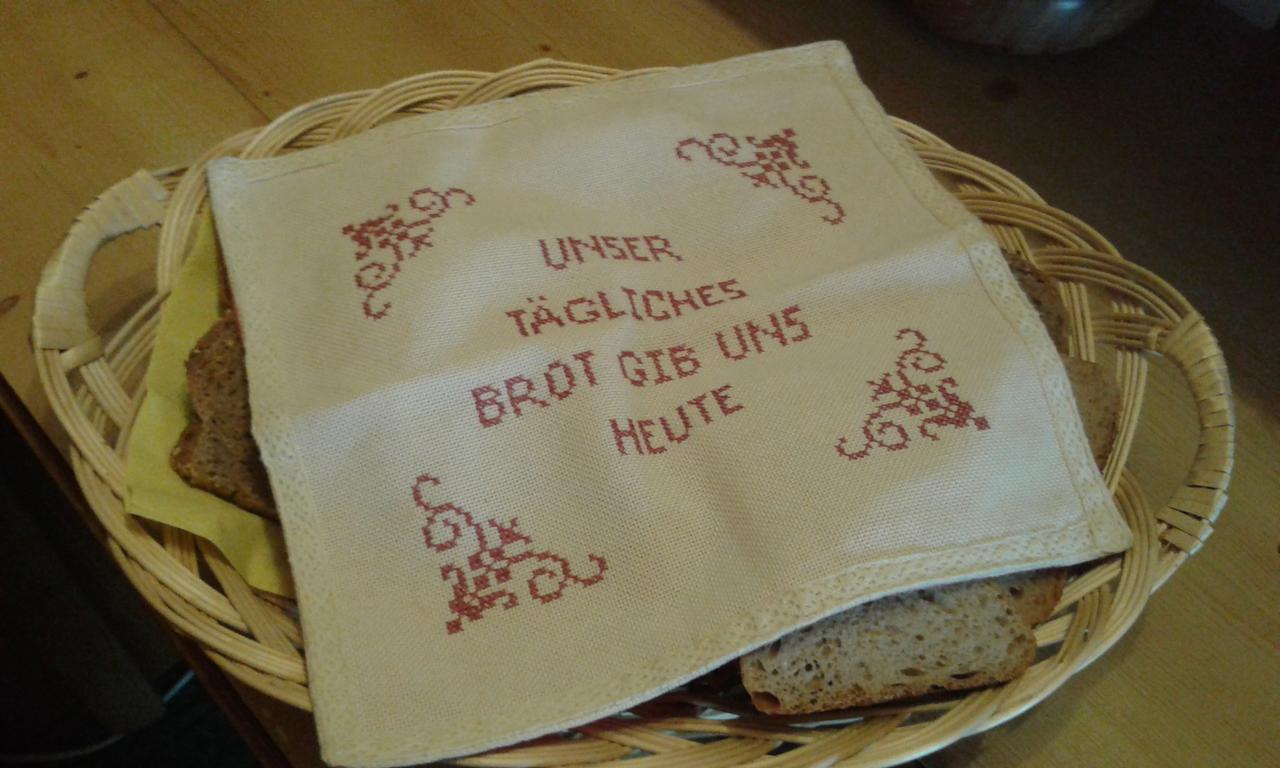 UNSER
TÄGLICHES
BROT GIB UNS
HEUTE